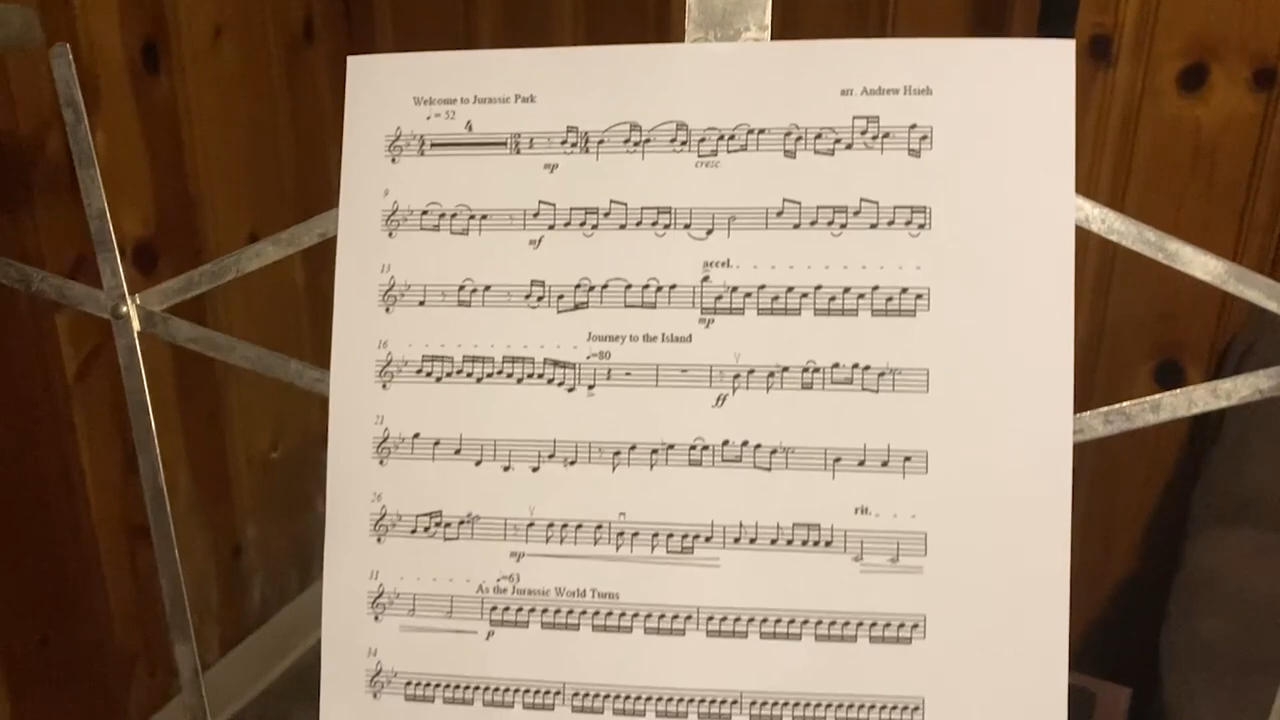 Welcome to Jurassic Park
arr. Andrew Hsieh
♩ = 52
4
mp
cresc.
9
mf
13
accel.
mp
16
Journey to the Island
♩=80
ff
21
26
rit.
mp
31
♩=63
As the Jurassic World Turns
p
34